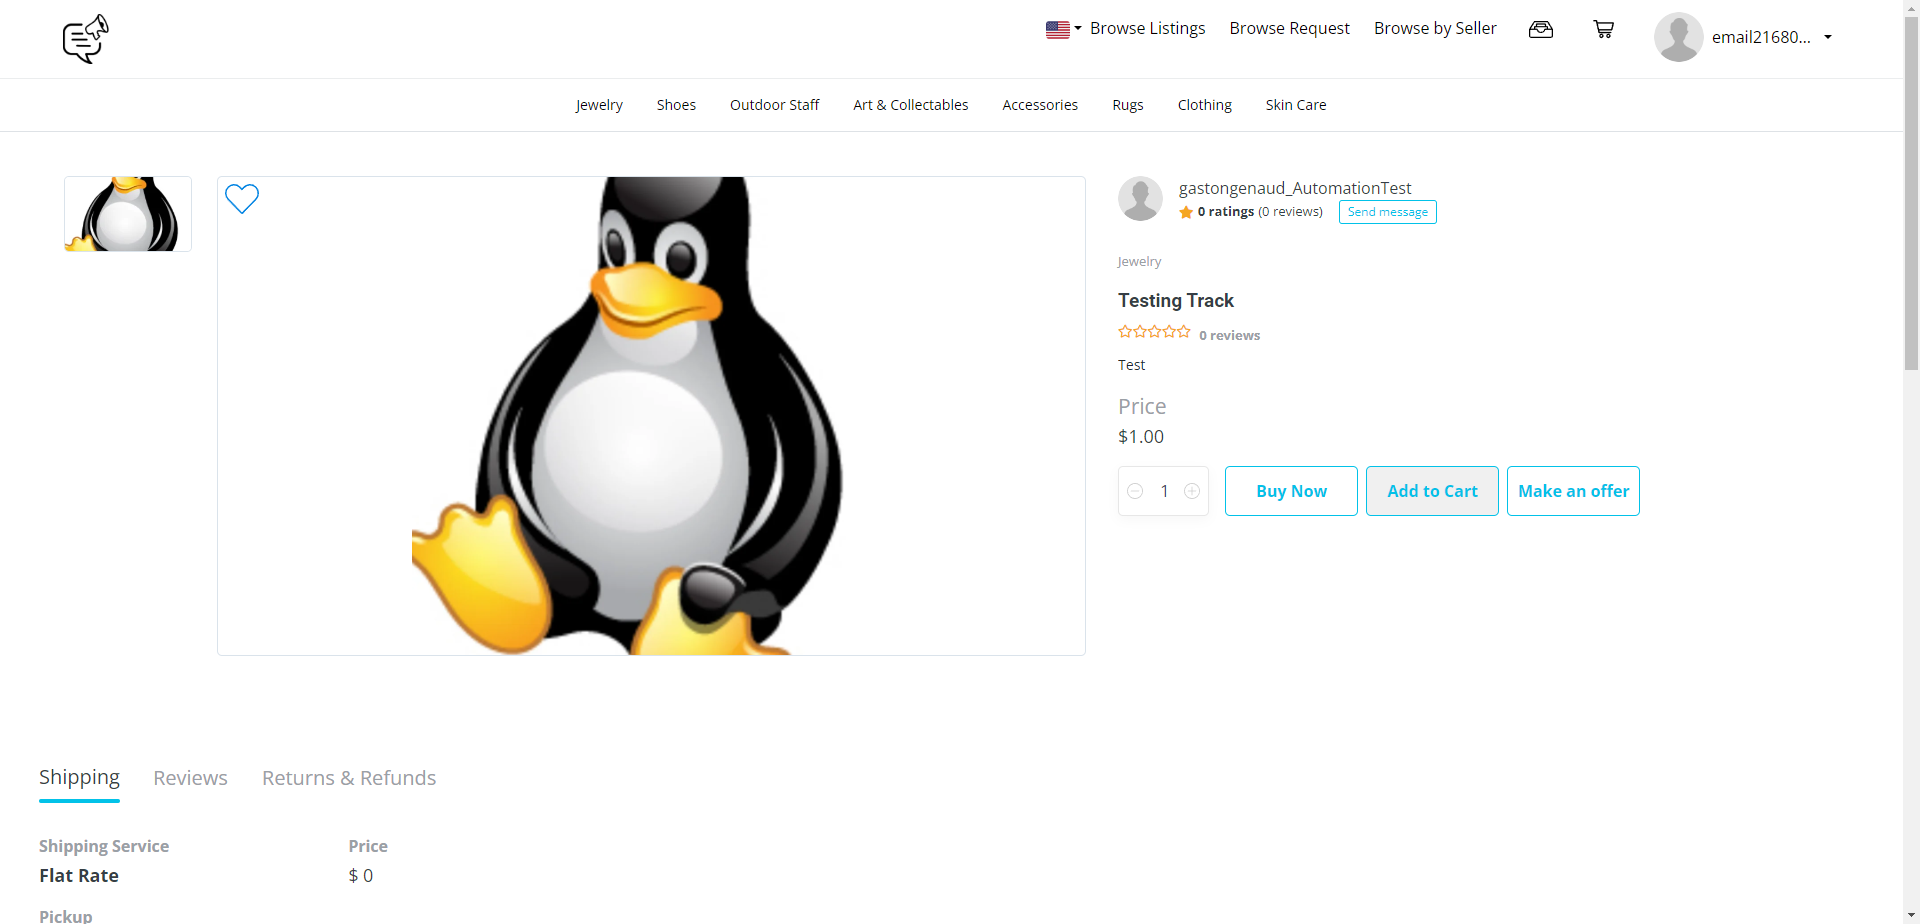 Browse Listings Browse Request Browse by Seller email21680...
Jewelry Shoes Outdoor Staff Art & Collectables Accessories Rugs Clothing Skin Care
gastongenaud_AutomationTest
0 ratings (0 reviews) Send message
Jewelry
Testing Track
0 reviews
Test
Price
$1.00
1 Buy Now Add to Cart Make an offer
Shipping Reviews Returns & Refunds
Shipping Service Price
Flat Rate $ 0
Pickup